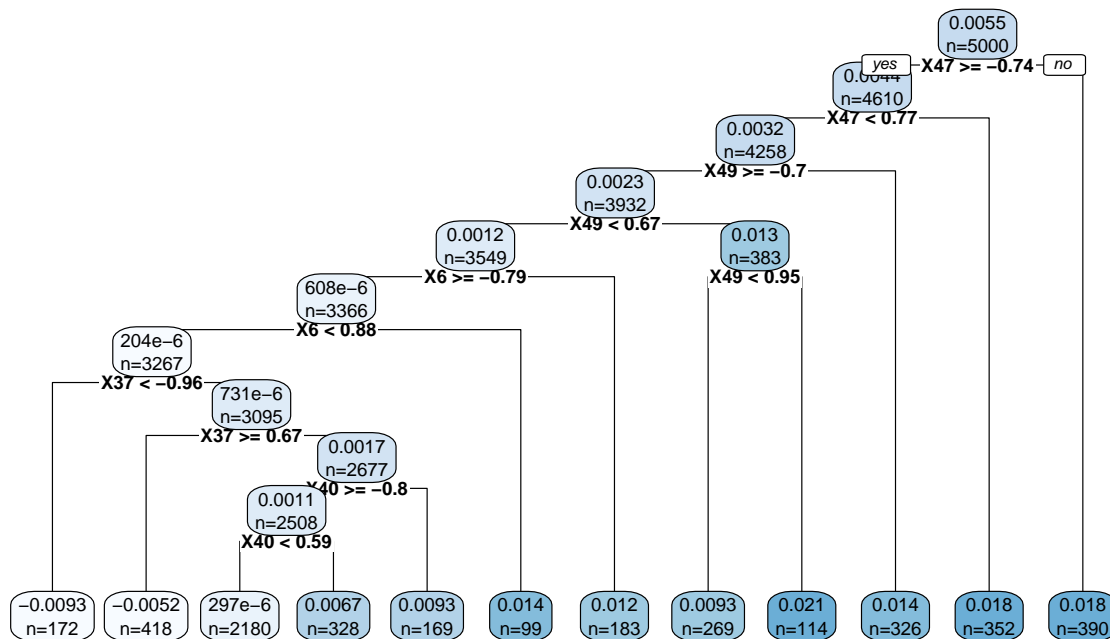 0.0055
n=5000
yes
X47 >= −0.74
no
0.0044
n=4610
X47 < 0.77
0.0032
n=4258
X49 >= −0.7
0.0023
n=3932
X49 < 0.67
0.0012
n=3549
X6 >= −0.79
0.013
n=383
X49 < 0.95
608e−6
n=3366
X6 < 0.88
204e−6
n=3267
X37 < −0.96
731e−6
n=3095
X37 >= 0.67
0.0017
n=2677
X40 >= −0.8
0.0011
n=2508
X40 < 0.59
−0.0093
n=172
−0.0052
n=418
297e−6
n=2180
0.0067
n=328
0.0093
n=169
0.014
n=99
0.012
n=183
0.0093
n=269
0.021
n=114
0.014
n=326
0.018
n=352
0.018
n=390